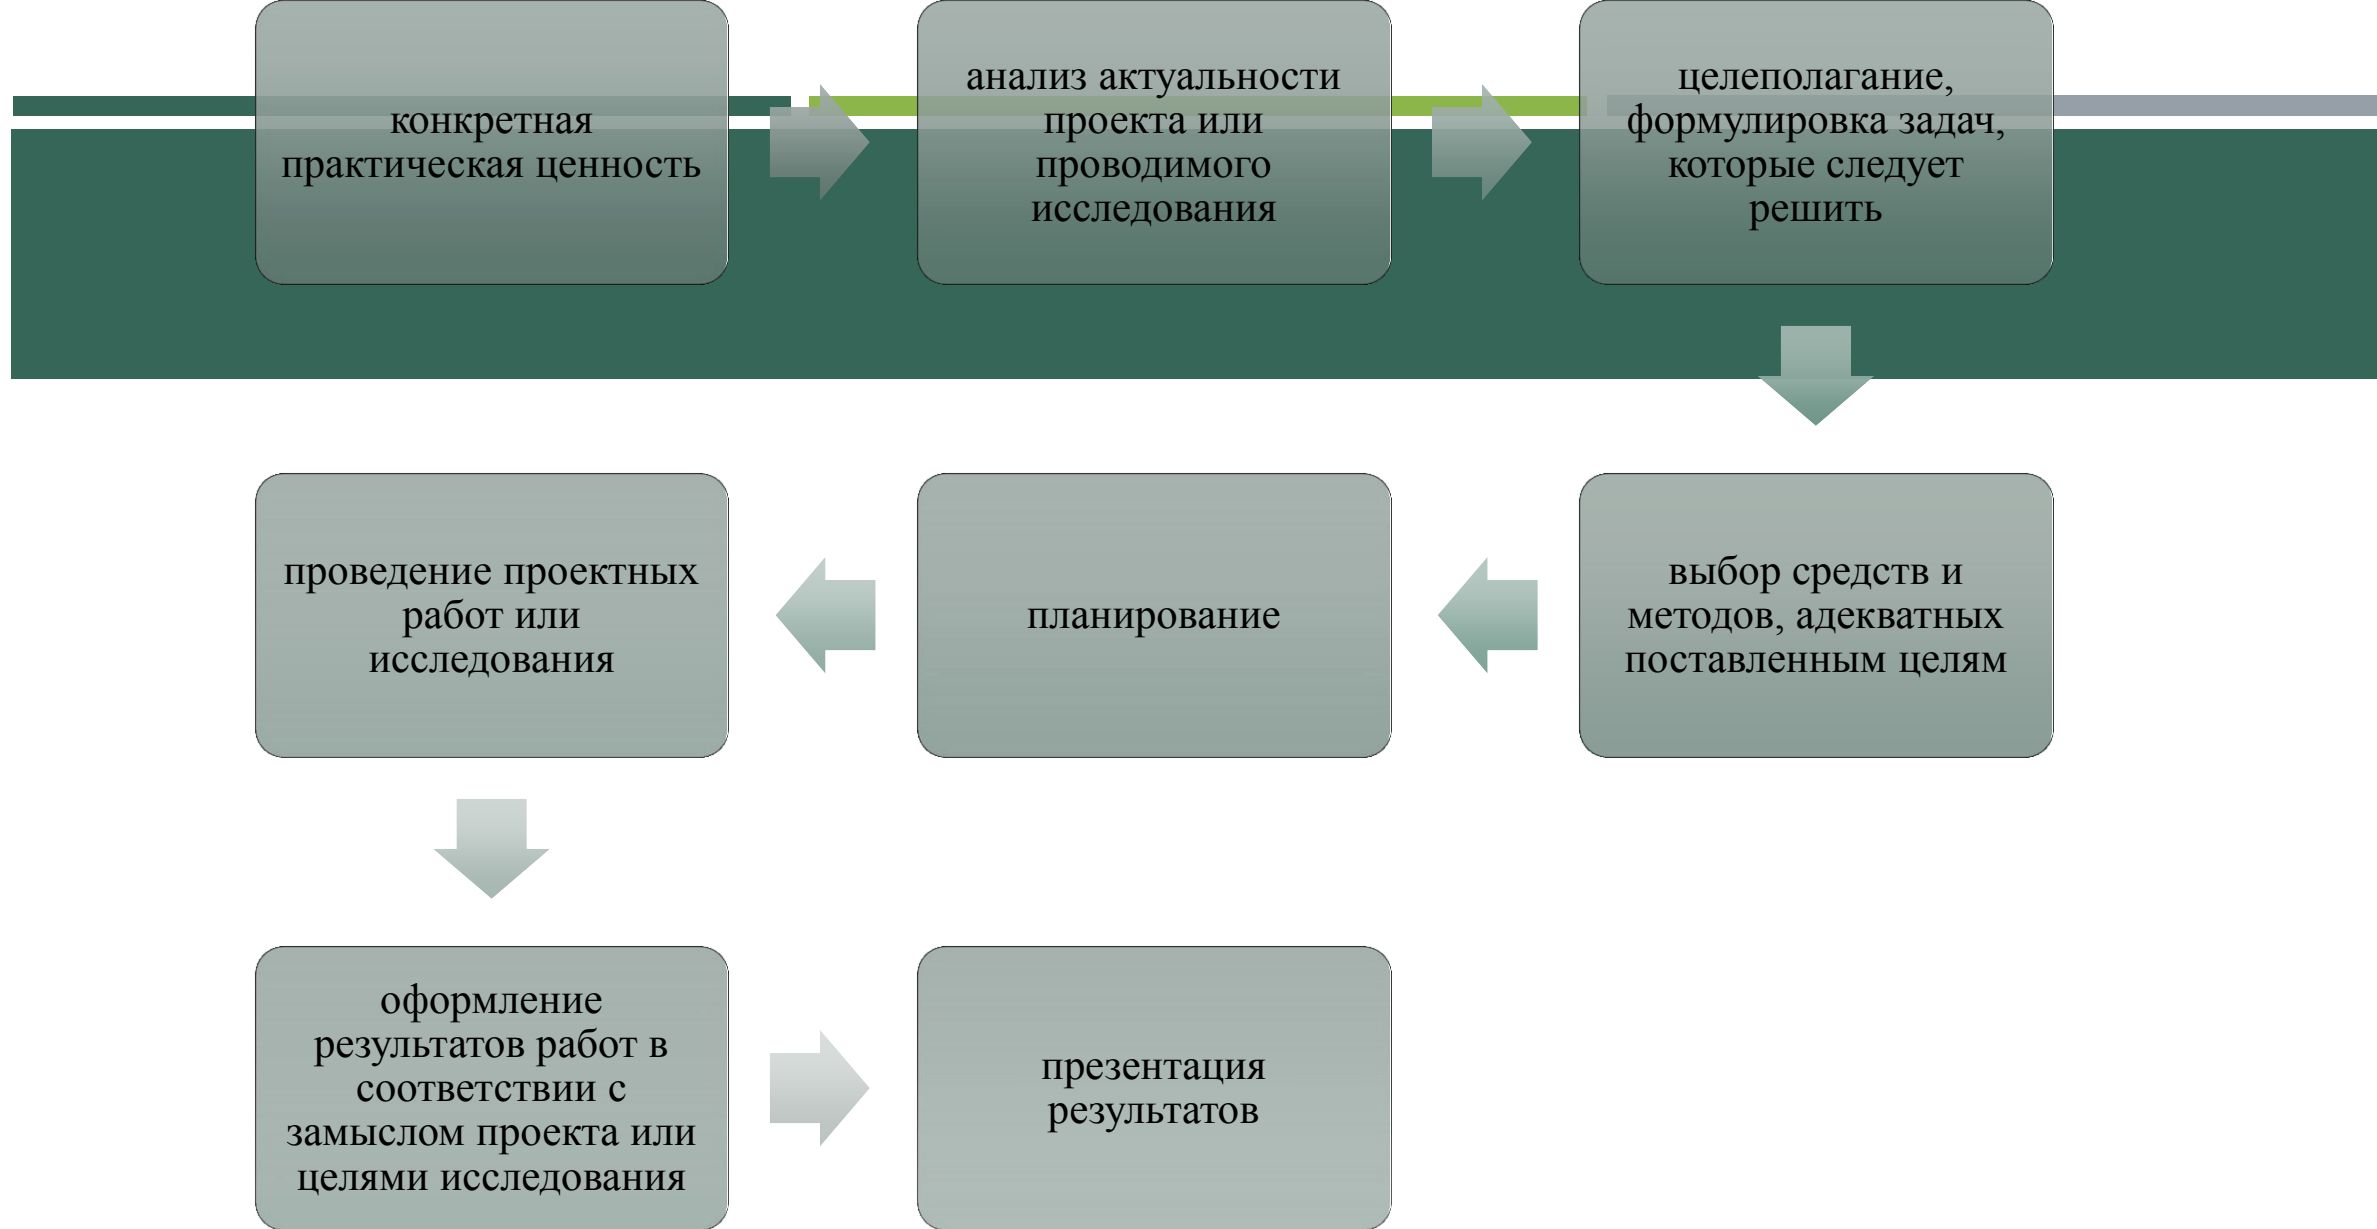 конкретная
практическая ценность
анализ актуальности
проекта или
проводимого
исследования
целеполагание,
формулировка задач,
которые следует
решить
выбор средств и
методов, адекватных
поставленным целям
планирование
проведение проектных
работ или
исследования
оформление
результатов работ в
соответствии с
замыслом проекта или
целями исследования
презентация
результатов